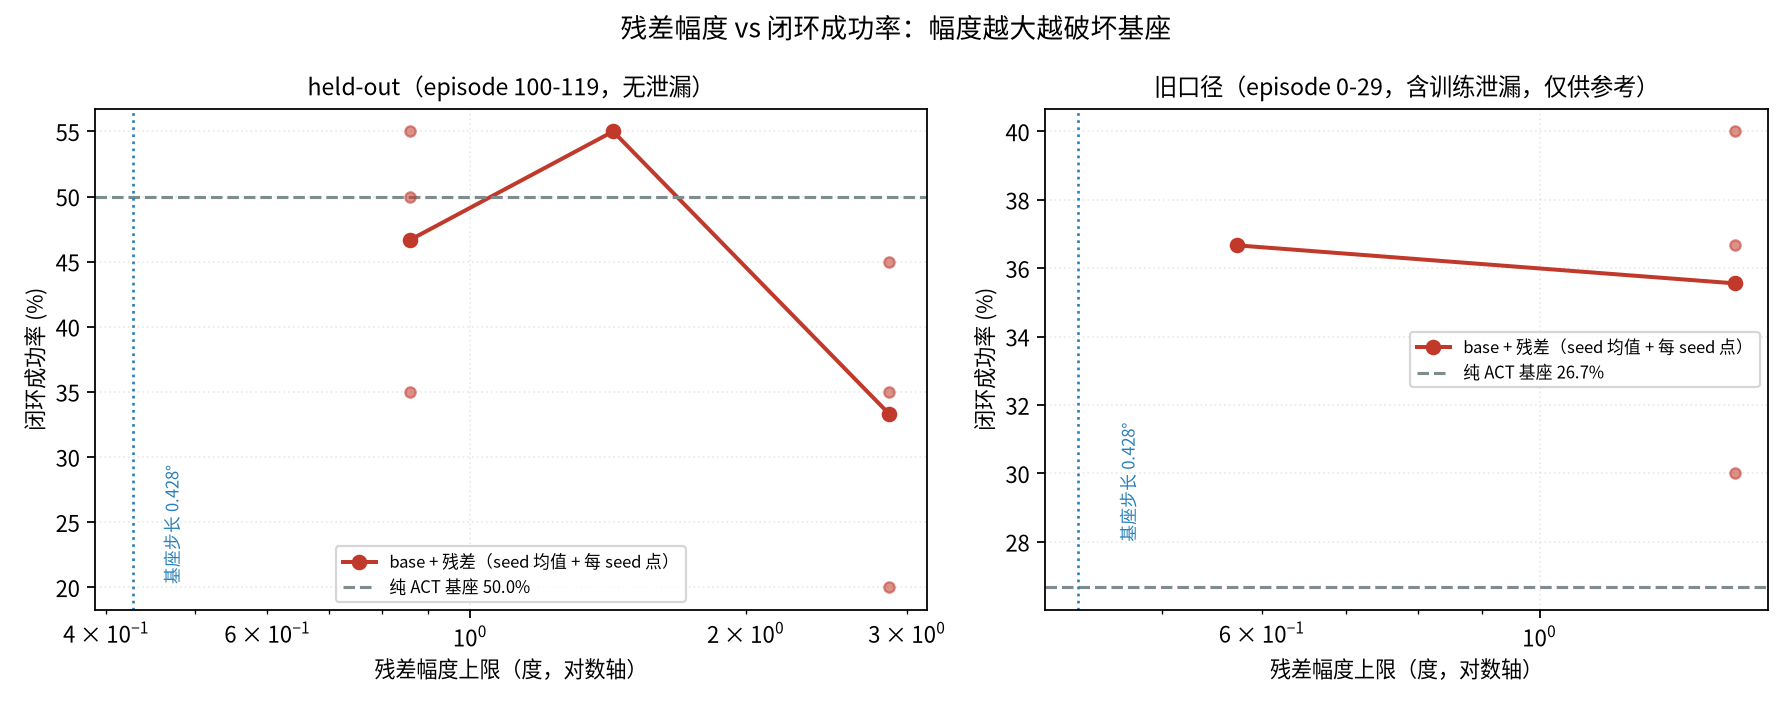 残差幅度 vs 闭环成功率：幅度越大越破坏基座
held-out（episode 100-119，无泄漏）
55
50
45
40
35
30
25
20
闭环成功率 (%)
基座步长 0.428°
base + 残差（seed 均值 + 每 seed 点）
纯 ACT 基座 50.0%
4 × 10⁻¹
6 × 10⁻¹
10⁰
2 × 10⁰
3 × 10⁰
残差幅度上限（度，对数轴）
旧口径（episode 0-29，含训练泄漏，仅供参考）
40
38
36
34
32
30
28
闭环成功率 (%)
基座步长 0.428°
base + 残差（seed 均值 + 每 seed 点）
纯 ACT 基座 26.7%
6 × 10⁻¹
10⁰
残差幅度上限（度，对数轴）